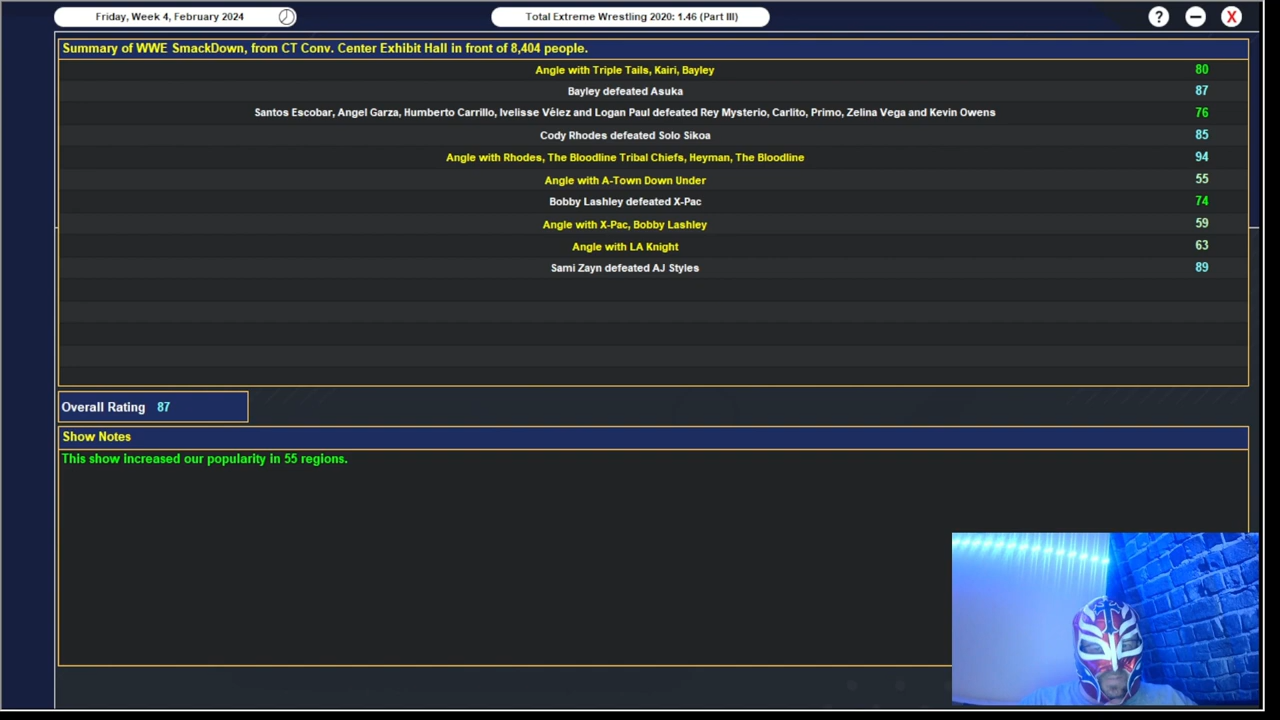 Friday, Week 4, February 2024
Total Extreme Wrestling 2020: 1.46 (Part III)
?
X
Summary of WWE SmackDown, from CT Conv. Center Exhibit Hall in front of 8,404 people.
Angle with Triple Tails, Kairi, Bayley 80
Bayley defeated Asuka 87
Santos Escobar, Angel Garza, Humberto Carrillo, Ivelisse Vélez and Logan Paul defeated Rey Mysterio, Carlito, Primo, Zelina Vega and Kevin Owens 76
Cody Rhodes defeated Solo Sikoa 85
Angle with Rhodes, The Bloodline Tribal Chiefs, Heyman, The Bloodline 94
Angle with A-Town Down Under 55
Bobby Lashley defeated X-Pac 74
Angle with X-Pac, Bobby Lashley 59
Angle with LA Knight 63
Sami Zayn defeated AJ Styles 89
Overall Rating 87
Show Notes
This show increased our popularity in 55 regions.